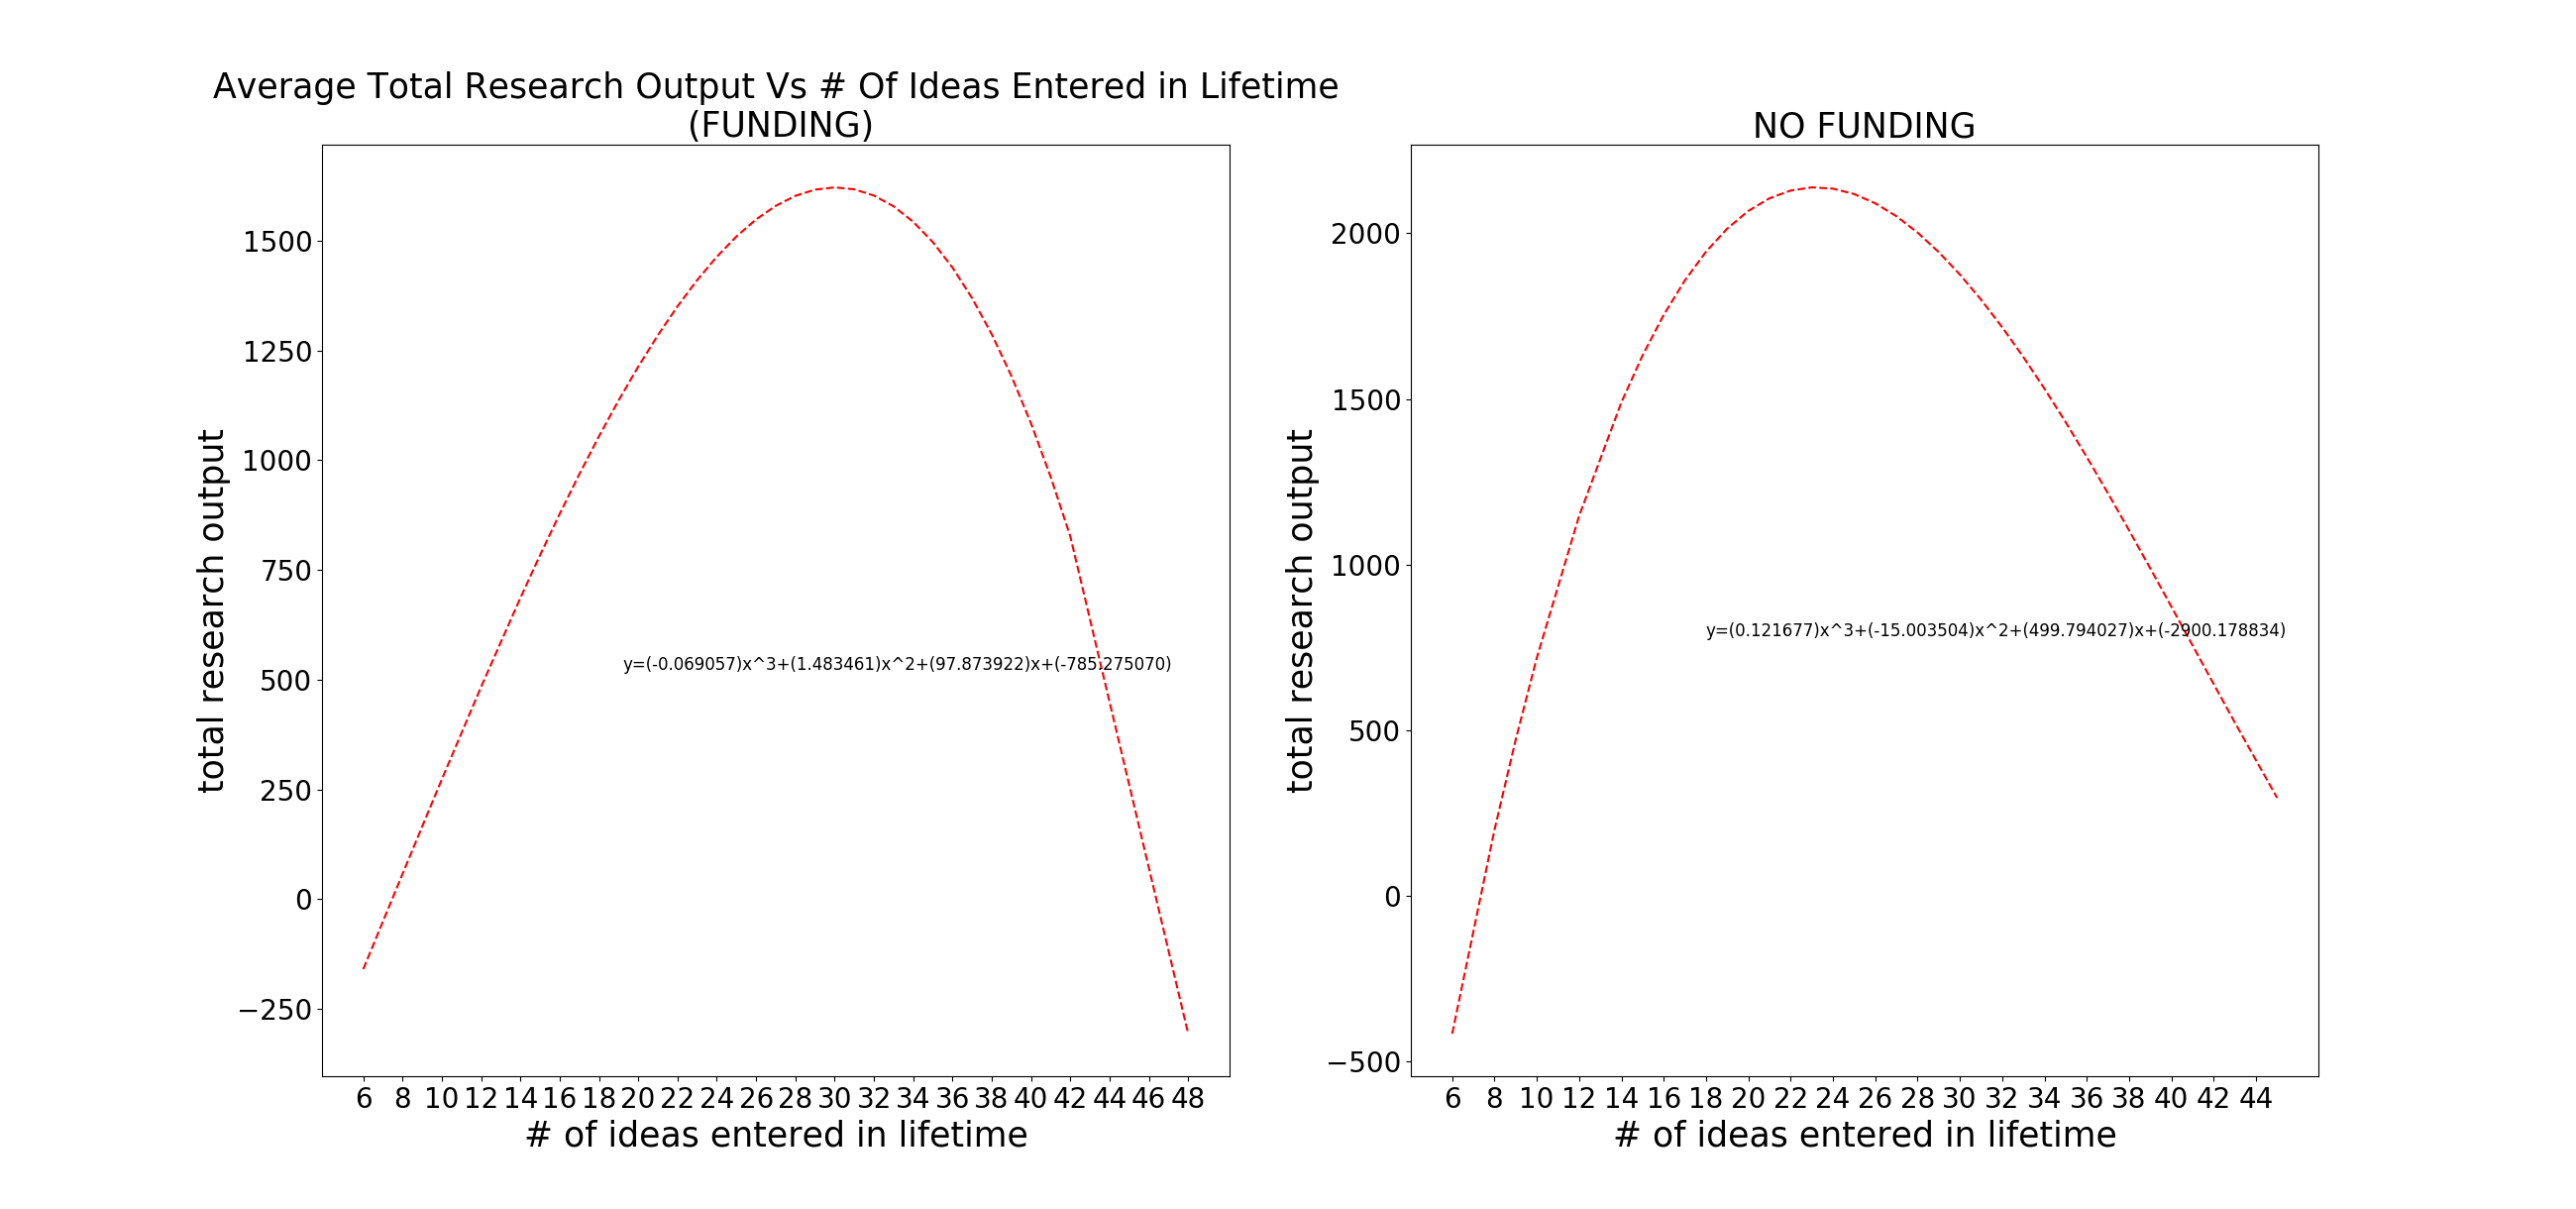 Average Total Research Output Vs # Of Ideas Entered in Lifetime
(FUNDING)
total research output
1500
1250
1000
750
500
250
0
−250
y=(-0.069057)x^3+(1.483461)x^2+(97.873922)x+(-785.275070)
6 8 10 12 14 16 18 20 22 24 26 28 30 32 34 36 38 40 42 44 46 48
# of ideas entered in lifetime
NO FUNDING
total research output
2000
1500
1000
500
0
−500
y=(0.121677)x^3+(-15.003504)x^2+(499.794027)x+(-2900.178834)
6 8 10 12 14 16 18 20 22 24 26 28 30 32 34 36 38 40 42 44
# of ideas entered in lifetime